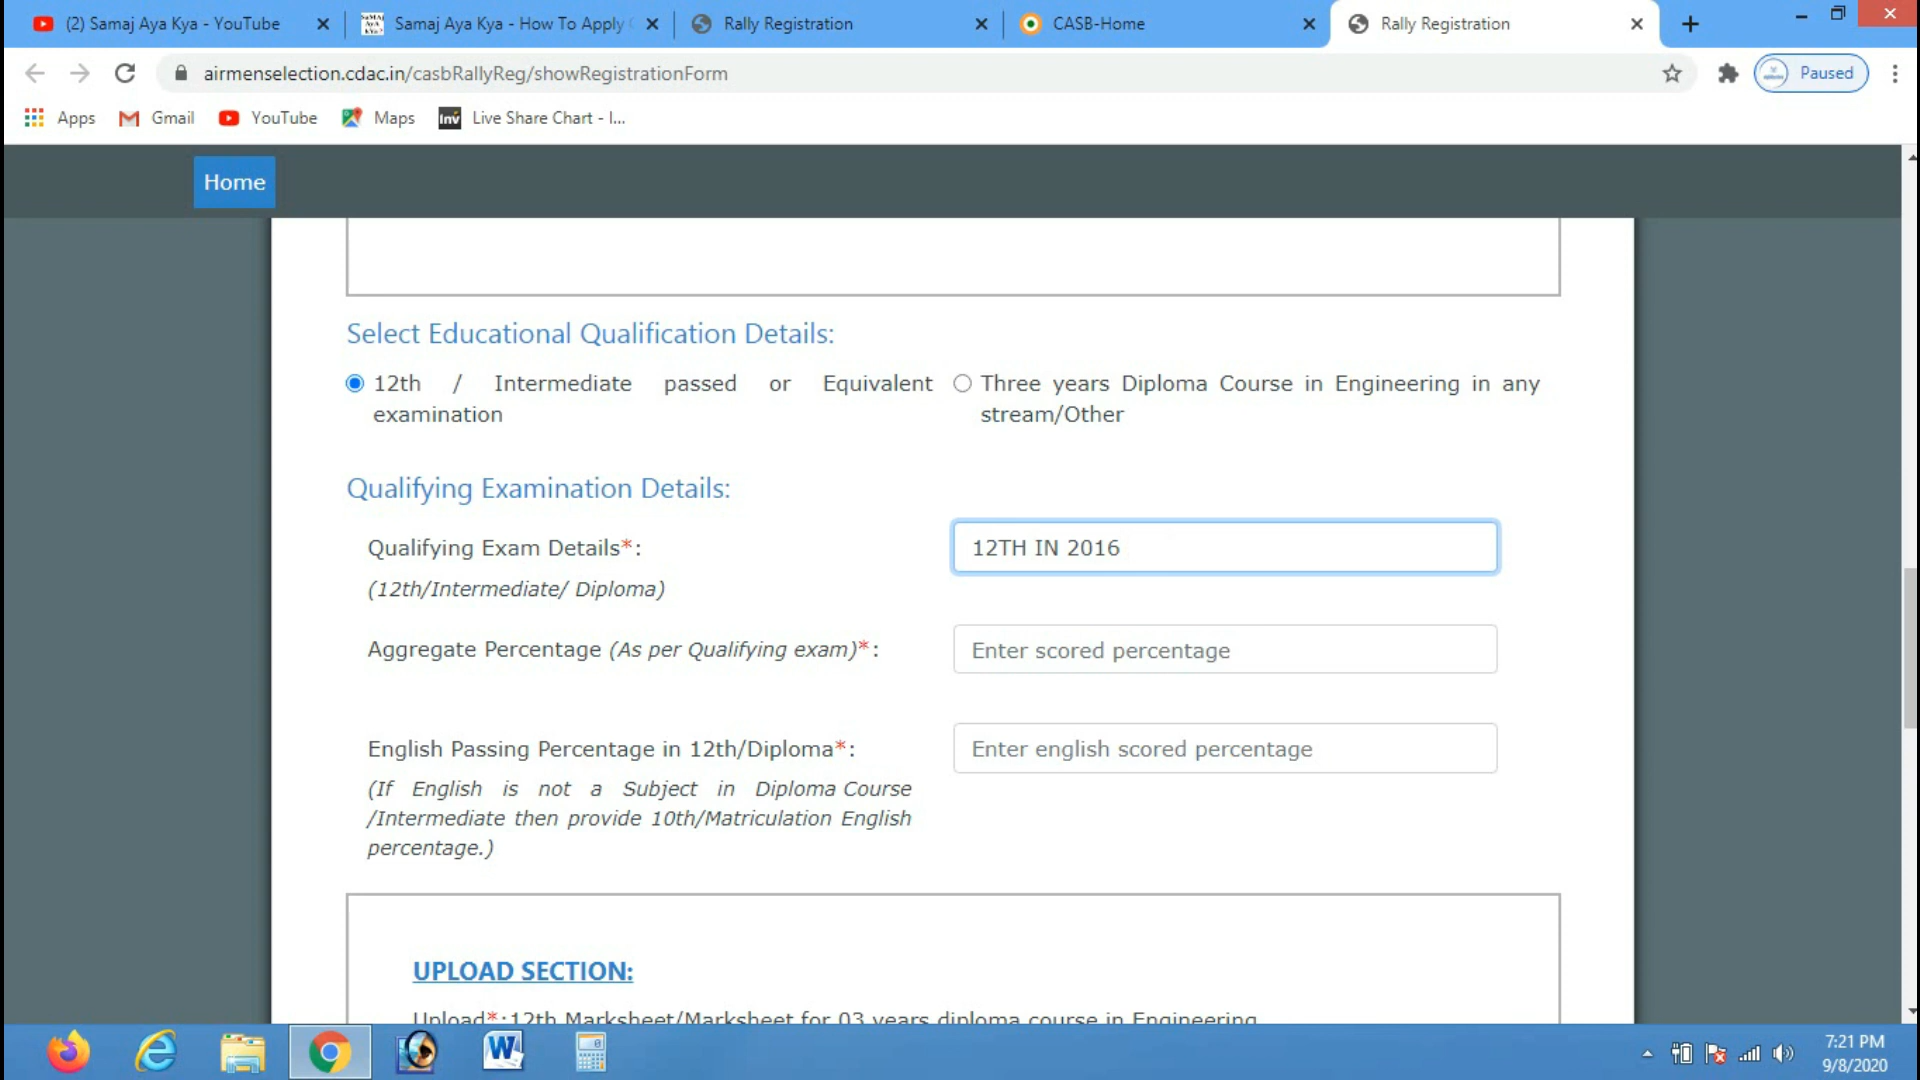 (2) Samaj Aya Kya - YouTube
Samaj Aya Kya - How To Apply
Rally Registration
CASB-Home
Rally Registration
airmenselection.cdac.in/casbRallyReg/showRegistrationForm
Paused
Apps
Gmail
YouTube
Maps
Inv
Live Share Chart - I...
Home
Select Educational Qualification Details:
12th / Intermediate passed or Equivalent
examination
Three years Diploma Course in Engineering in any
stream/Other
Qualifying Examination Details:
Qualifying Exam Details*:
12TH IN 2016
(12th/Intermediate/ Diploma)
Aggregate Percentage (As per Qualifying exam)*:
Enter scored percentage
English Passing Percentage in 12th/Diploma*:
Enter english scored percentage
(If English is not a Subject in Diploma Course
/Intermediate then provide 10th/Matriculation English
percentage.)
UPLOAD SECTION:
Upload*:12th Marksheet/Marksheet for 03 years diploma course in Engineering
7:21 PM
9/8/2020